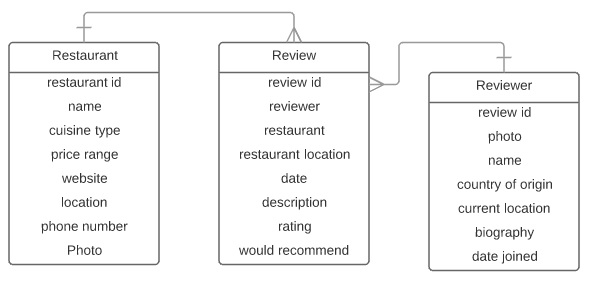 Restaurant
restaurant id
name
cuisine type
price range
website
location
phone number
Photo
Review
review id
reviewer
restaurant
restaurant location
date
description
rating
would recommend
Reviewer
review id
photo
name
country of origin
current location
biography
date joined